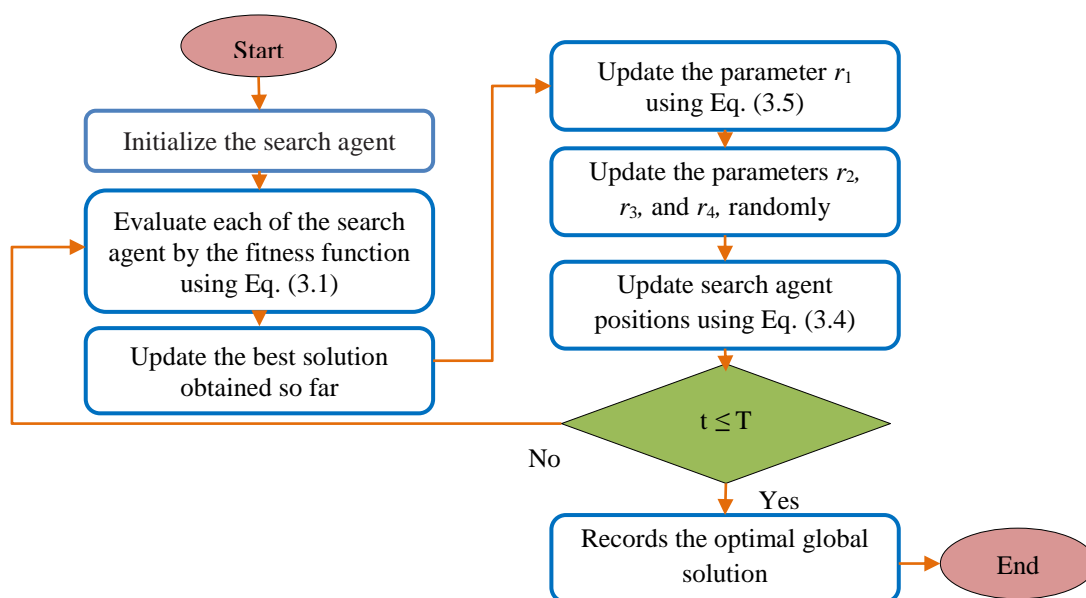 Start
Initialize the search agent
Evaluate each of the search
agent by the fitness function
using Eq. (3.1)
Update the best solution
obtained so far
Update the parameter r₁
using Eq. (3.5)
Update the parameters r₂,
r₃, and r₄, randomly
Update search agent
positions using Eq. (3.4)
t ≤ T
No
Yes
Records the optimal global
solution
End